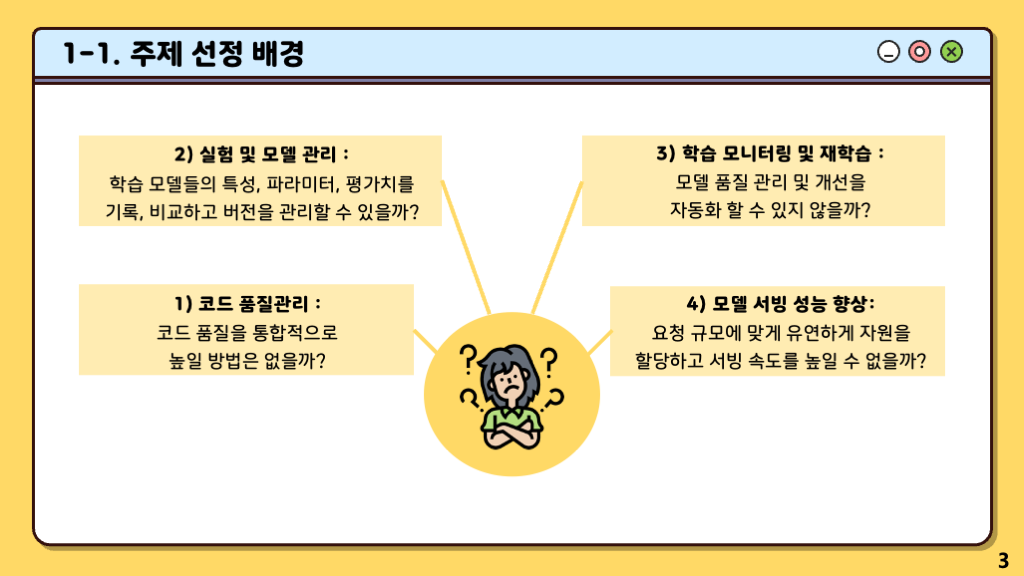 1-1. 주제 선정 배경
2) 실험 및 모델 관리 :
학습 모델들의 특성, 파라미터, 평가치를
기록, 비교하고 버전을 관리할 수 있을까?
3) 학습 모니터링 및 재학습 :
모델 품질 관리 및 개선을
자동화 할 수 있지 않을까?
1) 코드 품질관리 :
코드 품질을 통합적으로
높일 방법은 없을까?
4) 모델 서빙 성능 향상:
요청 규모에 맞게 유연하게 자원을
할당하고 서빙 속도를 높일 수 없을까?
3